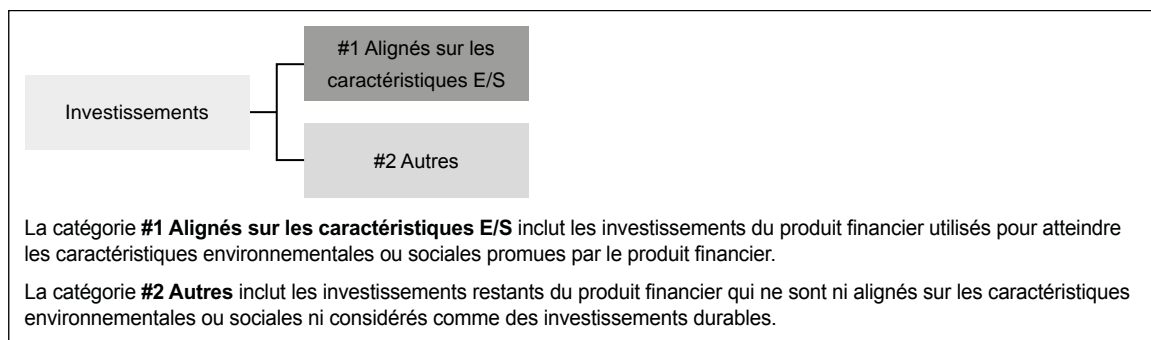 #1 Alignés sur les
caractéristiques E/S
Investissements
#2 Autres
La catégorie #1 Alignés sur les caractéristiques E/S inclut les investissements du produit financier utilisés pour atteindre
les caractéristiques environnementales ou sociales promues par le produit financier.
La catégorie #2 Autres inclut les investissements restants du produit financier qui ne sont ni alignés sur les caractéristiques
environnementales ou sociales ni considérés comme des investissements durables.